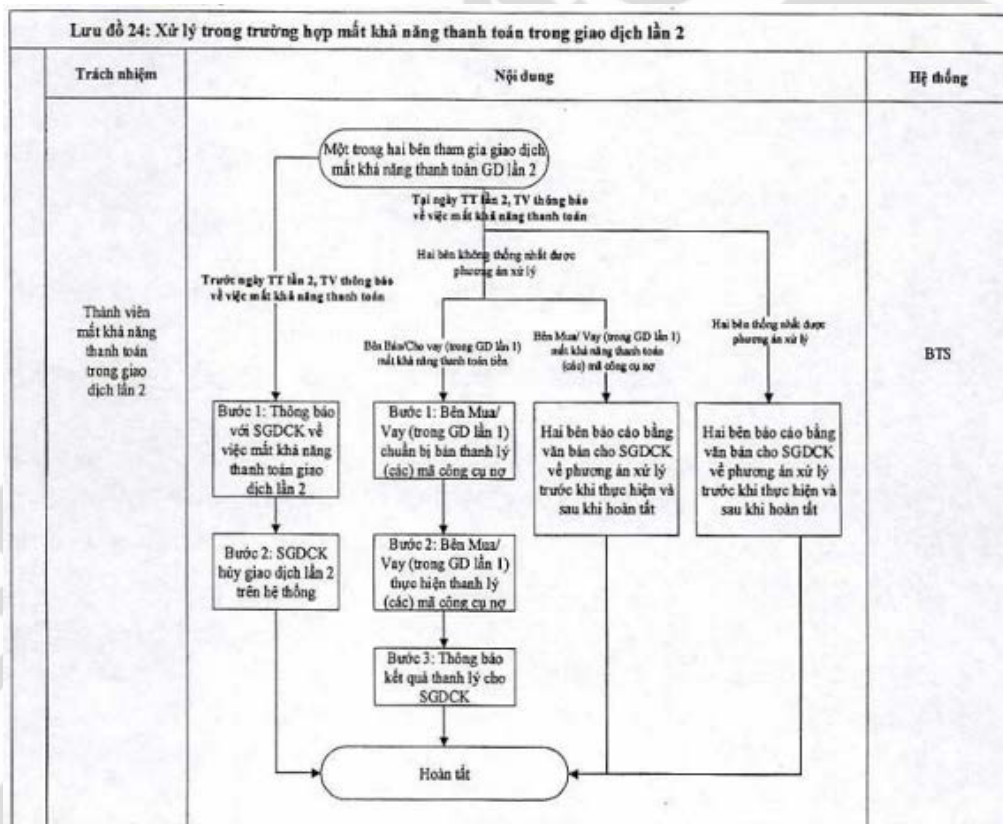 Lưu đồ 24: Xử lý trong trường hợp mất khả năng thanh toán trong giao dịch lần 2
Trách nhiệm
Nội dung
Hệ thống
Một trong hai bên tham gia giao dịch
mất khả năng thanh toán GD lần 2
Tại ngày TT lần 2, TV thông báo
về việc mất khả năng thanh toán
Hai bên không thống nhất được
phương án xử lý
Trước ngày TT lần 2, TV thông báo
về việc mất khả năng thanh toán
Thành viên
mất khả năng
thanh toán
trong giao
dịch lần 2
Bên Bán/Cho vay (trong GD lần 1)
mất khả năng thanh toán tiền
Bên Mua/ Vay (trong GD lần 1)
mất khả năng thanh toán
(các) mã công cụ nợ
Hai bên thống nhất được
phương án xử lý
BTS
Bước 1: Thông báo
với SGDCK về
việc mất khả năng
thanh toán giao
dịch lần 2
Bước 1: Bên Mua/
Vay (trong GD lần 1)
chuẩn bị bán thanh lý
(các) mã công cụ nợ
Hai bên báo cáo bằng
văn bản cho SGDCK
về phương án xử lý
trước khi thực hiện và
sau khi hoàn tất
Hai bên báo cáo bằng
văn bản cho SGDCK
về phương án xử lý
trước khi thực hiện và
sau khi hoàn tất
Bước 2: SGDCK
hủy giao dịch lần 2
trên hệ thống
Bước 2: Bên Mua/
Vay (trong GD lần 1)
thực hiện thanh lý
(các) mã công cụ nợ
Bước 3: Thông báo
kết quả thanh lý cho
SGDCK
Hoàn tất